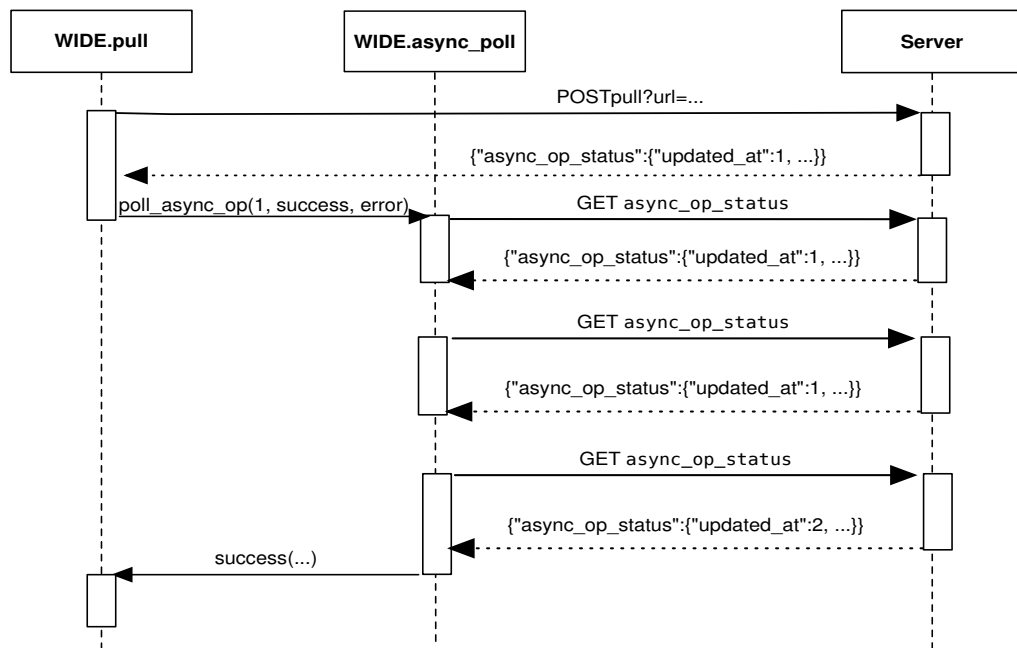 WIDE.pull
WIDE.async_poll
Server
POSTpull?url=...
{"async_op_status":{"updated_at":1, ...}}
poll_async_op(1, success, error)
GET async_op_status
{"async_op_status":{"updated_at":1, ...}}
GET async_op_status
{"async_op_status":{"updated_at":1, ...}}
GET async_op_status
{"async_op_status":{"updated_at":2, ...}}
success(...)